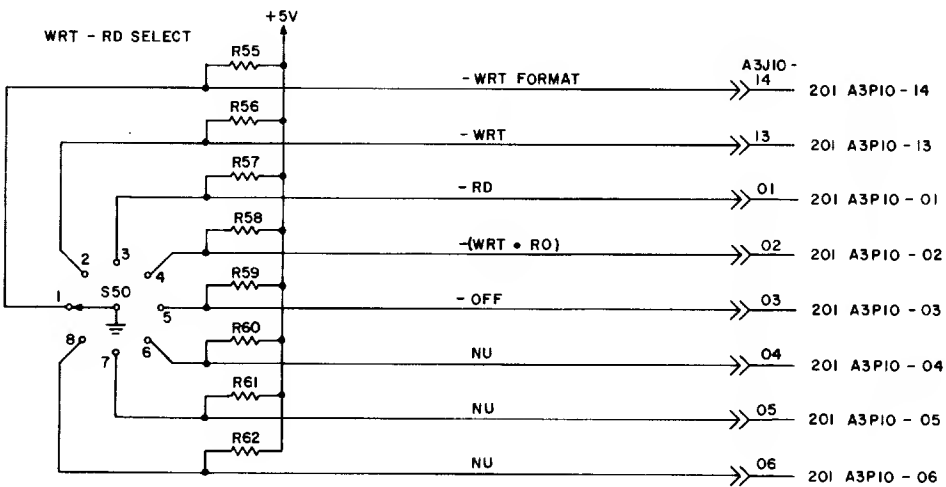 +5V
WRT - RD SELECT
R55
A3J10 -
- WRT FORMAT
14
201 A3P10 - 14
R56
- WRT
13
201 A3P10 - 13
R57
- RD
01
201 A3P10 - 01
R58
-(WRT • RO)
02
201 A3P10 - 02
2
3
4
R59
1
S50
5
- OFF
03
201 A3P10 - 03
8
7
6
R60
NU
04
201 A3P10 - 04
R61
NU
05
201 A3P10 - 05
R62
NU
06
201 A3P10 - 06